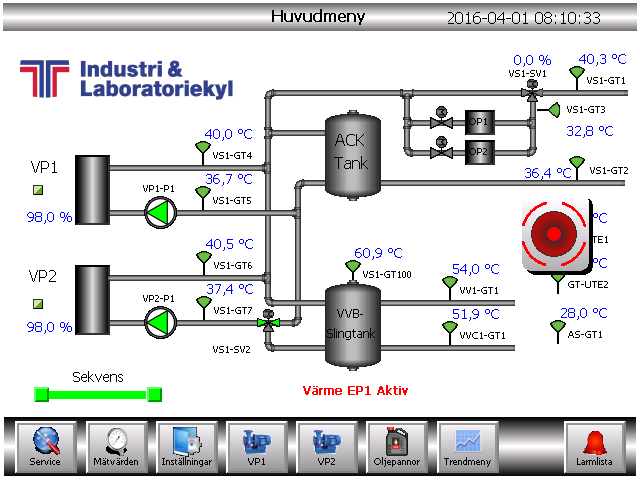 Huvudmeny
2016-04-01 08:10:33
Industri &
Laboratoriekyl
0,0 %
VS1-SV1
40,3 °C
VS1-GT1
VS1-GT3
32,8 °C
OP1
OP2
ACK
Tank
40,0 °C
VS1-GT4
VP1
98,0 %
VP1-P1
36,7 °C
VS1-GT5
36,4 °C
VS1-GT2
°C
TE1
°C
GT-UTE2
28,0 °C
AS-GT1
40,5 °C
VS1-GT6
VP2
98,0 %
VP2-P1
37,4 °C
VS1-GT7
VS1-SV2
60,9 °C
VS1-GT100
VVB-
Slingtank
54,0 °C
VV1-GT1
51,9 °C
VVC1-GT1
Sekvens
Värme EP1 Aktiv
Service
Mätvärden
Inställningar
VP1
VP2
Oljepannor
Trendmeny
Larmlista